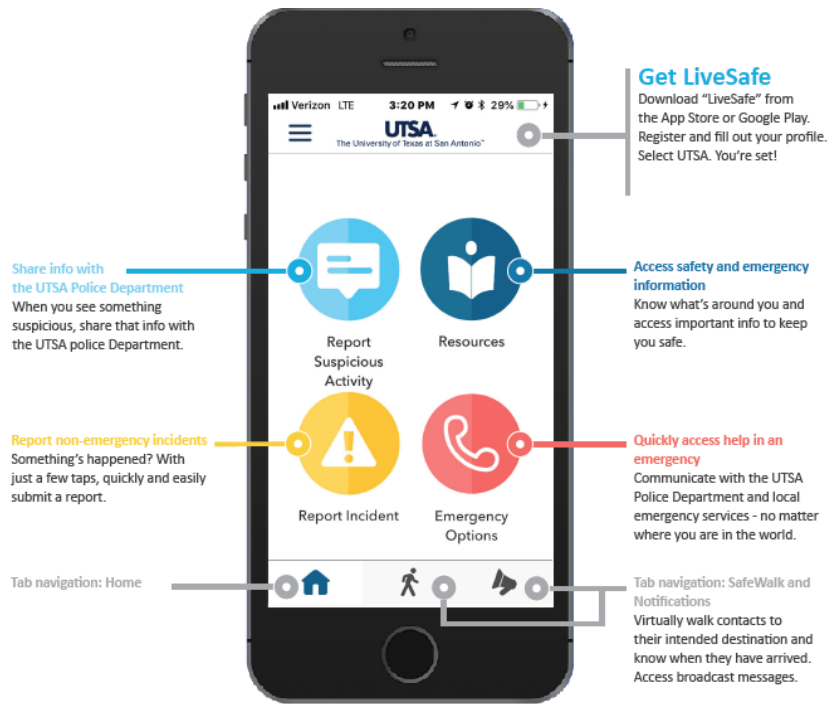 Get LiveSafe
Download “LiveSafe” from
the App Store or Google Play.
Register and fill out your profile.
Select UTSA. You’re set!
Verizon LTE 3:20 PM 29%
UTSA.
The University of Texas at San Antonio™
Share info with
the UTSA Police Department
When you see something
suspicious, share that info with
the UTSA police Department.
Report
Suspicious
Activity
Resources
Access safety and emergency
information
Know what’s around you and
access important info to keep
you safe.
Report non-emergency incidents
Something’s happened? With
just a few taps, quickly and easily
submit a report.
Report Incident
Emergency
Options
Quickly access help in an
emergency
Communicate with the UTSA
Police Department and local
emergency services - no matter
where you are in the world.
Tab navigation: Home
Tab navigation: SafeWalk and
Notifications
Virtually walk contacts to
their intended destination and
know when they have arrived.
Access broadcast messages.